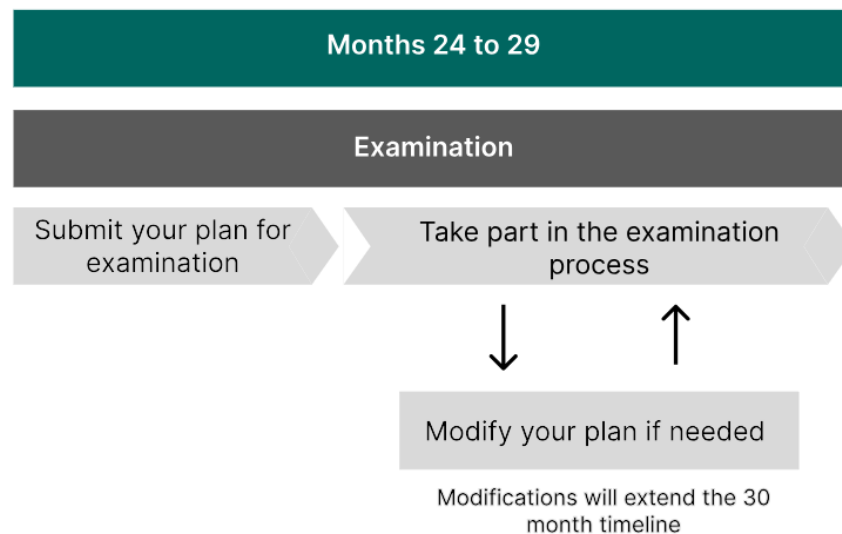 Months 24 to 29
Examination
Submit your plan for
examination
Take part in the examination
process
Modify your plan if needed
Modifications will extend the 30
month timeline